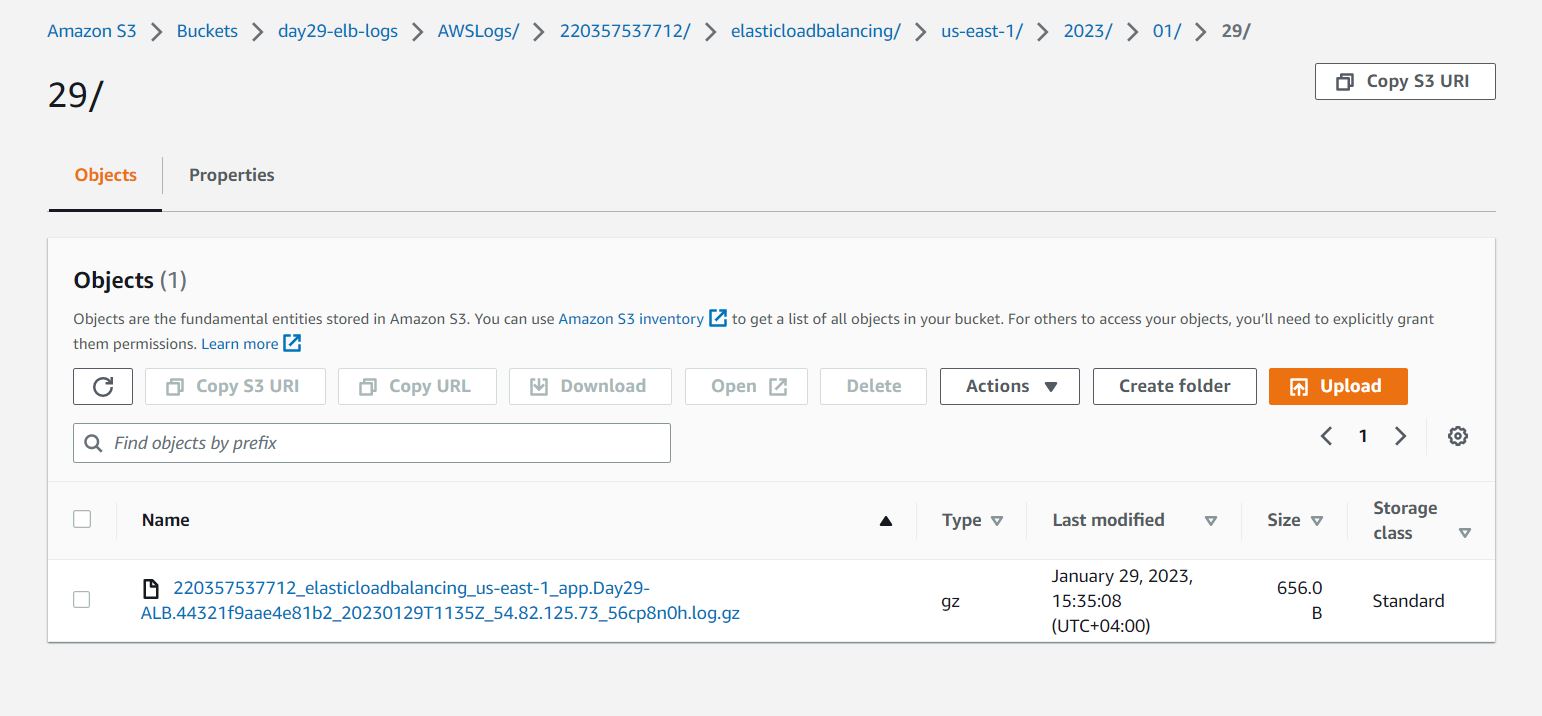 Amazon S3 > Buckets > day29-elb-logs > AWSLogs/ > 220357537712/ > elasticloadbalancing/ > us-east-1/ > 2023/ > 01/ > 29/
29/
Copy S3 URI
Objects Properties
Objects (1)
Objects are the fundamental entities stored in Amazon S3. You can use Amazon S3 inventory to get a list of all objects in your bucket. For others to access your objects, you'll need to explicitly grant
them permissions. Learn more
Copy S3 URI Copy URL Download Open Delete Actions Create folder Upload
Find objects by prefix
1
Name Type Last modified Size Storage
class
220357537712_elasticloadbalancing_us-east-1_app.Day29-
ALB.44321f9aae4e81b2_20230129T1135Z_54.82.125.73_56cp8n0h.log.gz
gz
January 29, 2023,
15:35:08
(UTC+04:00)
656.0
B
Standard